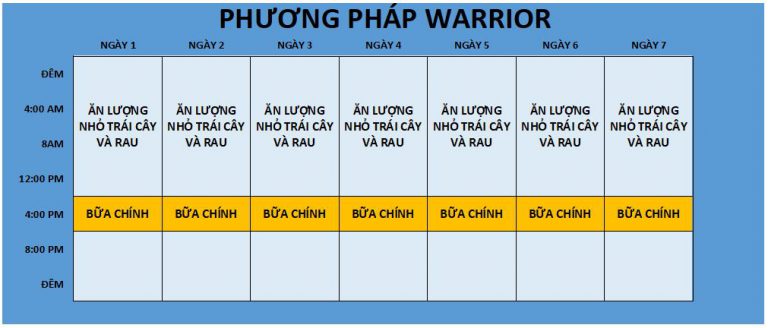 PHƯƠNG PHÁP WARRIOR
NGÀY 1 NGÀY 2 NGÀY 3 NGÀY 4 NGÀY 5 NGÀY 6 NGÀY 7
ĐÊM
4:00 AM ĂN LƯỢNG ĂN LƯỢNG ĂN LƯỢNG ĂN LƯỢNG ĂN LƯỢNG ĂN LƯỢNG ĂN LƯỢNG
NHỎ TRÁI CÂY NHỎ TRÁI CÂY NHỎ TRÁI CÂY NHỎ TRÁI CÂY NHỎ TRÁI CÂY NHỎ TRÁI CÂY NHỎ TRÁI CÂY
8AM VÀ RAU VÀ RAU VÀ RAU VÀ RAU VÀ RAU VÀ RAU VÀ RAU
12:00 PM
4:00 PM BỮA CHÍNH BỮA CHÍNH BỮA CHÍNH BỮA CHÍNH BỮA CHÍNH BỮA CHÍNH BỮA CHÍNH
8:00 PM
ĐÊM